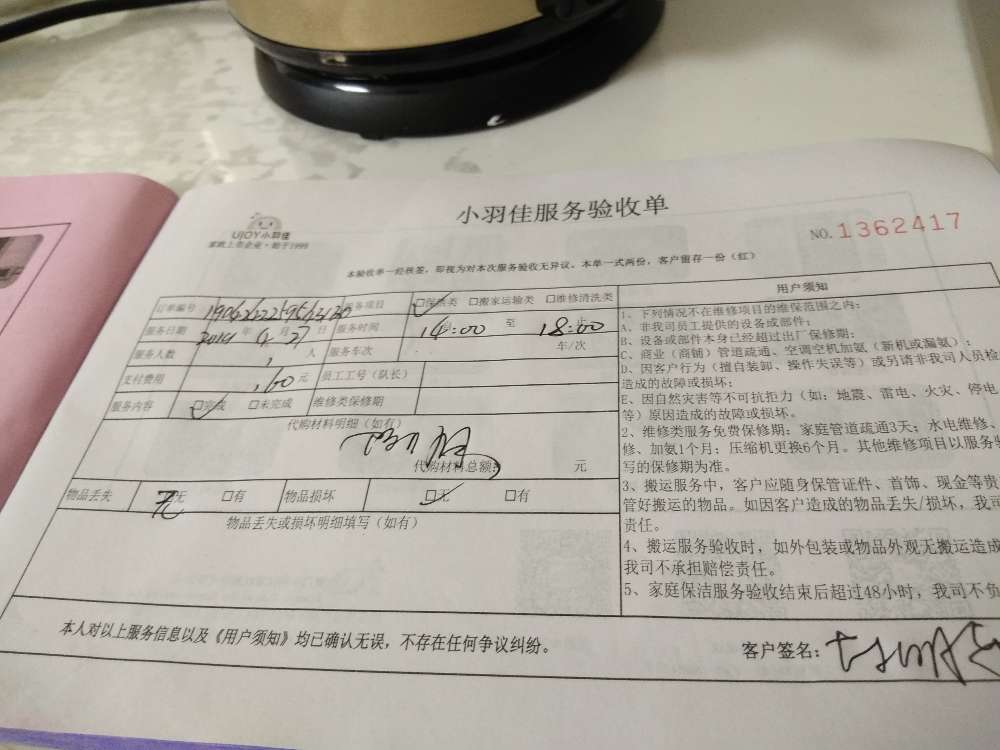 小羽佳服务验收单
UJOY小羽佳
家政上市企业·始于1999
NO.1362417
本验收单一经核签,即视为对本次服务验收无异议。本单一式两份,客户留存一份(红)
订单编号 服务项目 □保洁类 □搬家运输类 □维修清洗类
服务日期 2019 年 月 日 服务时间 14:00 至 18:00 止
服务人数 1 人 服务车次 车/次
支付费用 160 元 员工工号(队长)
服务内容 □完成 □未完成 维修类保修期
代购材料明细(如有)
代购材料总额: 元
物品丢失 无 □有 物品损坏 □无 □有
物品丢失或损坏明细填写(如有)
用户须知
1、下列情况不在维修项目的维保范围之内:
A、非我司员工提供的设备或部件;
B、设备或部件本身已经超过出厂保修期;
C、商业(商铺)管道疏通、空调空机加氨(新机或漏氨);
D、因客户行为(擅自装卸、操作失误等)或另请非我司人员检
造成的故障或损坏;
E、因自然灾害等不可抗拒力(如:地震、雷电、火灾、停电
等)原因造成的故障或损坏。
2、维修类服务免费保修期:家庭管道疏通3天;水电维修、
修、加氨1个月;压缩机更换6个月。其他维修项目以服务
写的保修期为准。
3、搬运服务中,客户应随身保管证件、首饰、现金等贵
管好搬运的物品。如因客户造成的物品丢失/损坏,我司
责任。
4、搬运服务验收时,如外包装或物品外观无搬运造成
我司不承担赔偿责任。
5、家庭保洁服务验收结束后超过48小时,我司不负
本人对以上服务信息以及《用户须知》均已确认无误,不存在任何争议纠纷。
客户签名: